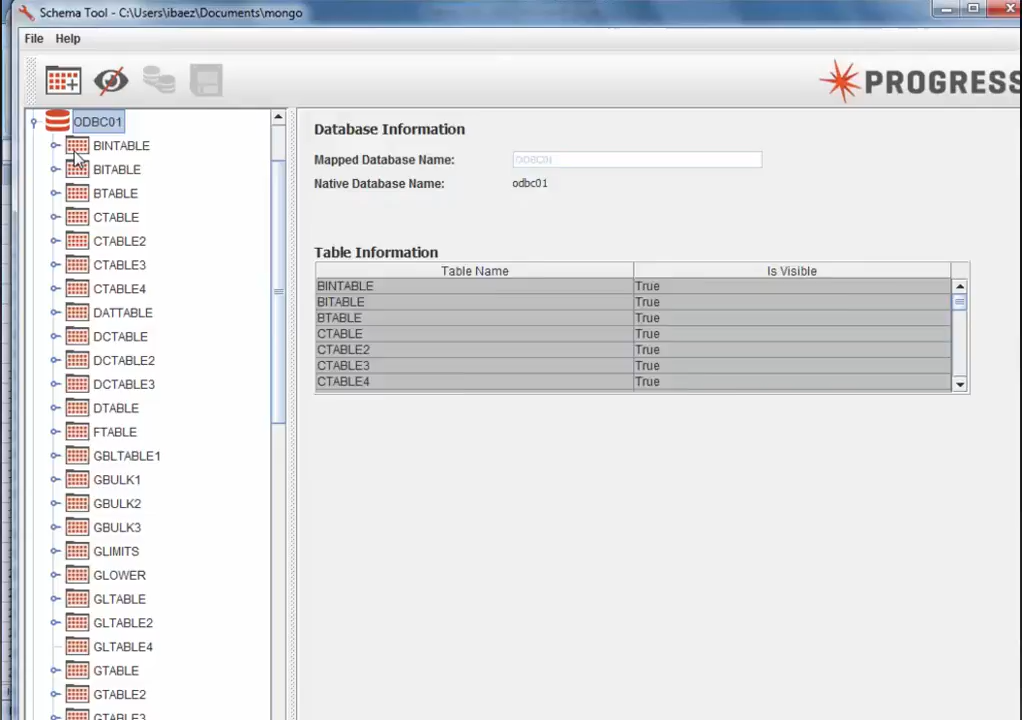 Schema Tool - C:\Users\ibaez\Documents\mongo
File Help
PROGRESS
ODBC01
BINTABLE
BITABLE
BTABLE
CTABLE
CTABLE2
CTABLE3
CTABLE4
DATTABLE
DCTABLE
DCTABLE2
DCTABLE3
DTABLE
FTABLE
GBLTABLE1
GBULK1
GBULK2
GBULK3
GLIMITS
GLOWER
GLTABLE
GLTABLE2
GLTABLE4
GTABLE
GTABLE2
GTABLE3
Database Information
Mapped Database Name: ODBC01
Native Database Name: odbc01
Table Information
Table Name Is Visible
BINTABLE True
BITABLE True
BTABLE True
CTABLE True
CTABLE2 True
CTABLE3 True
CTABLE4 True